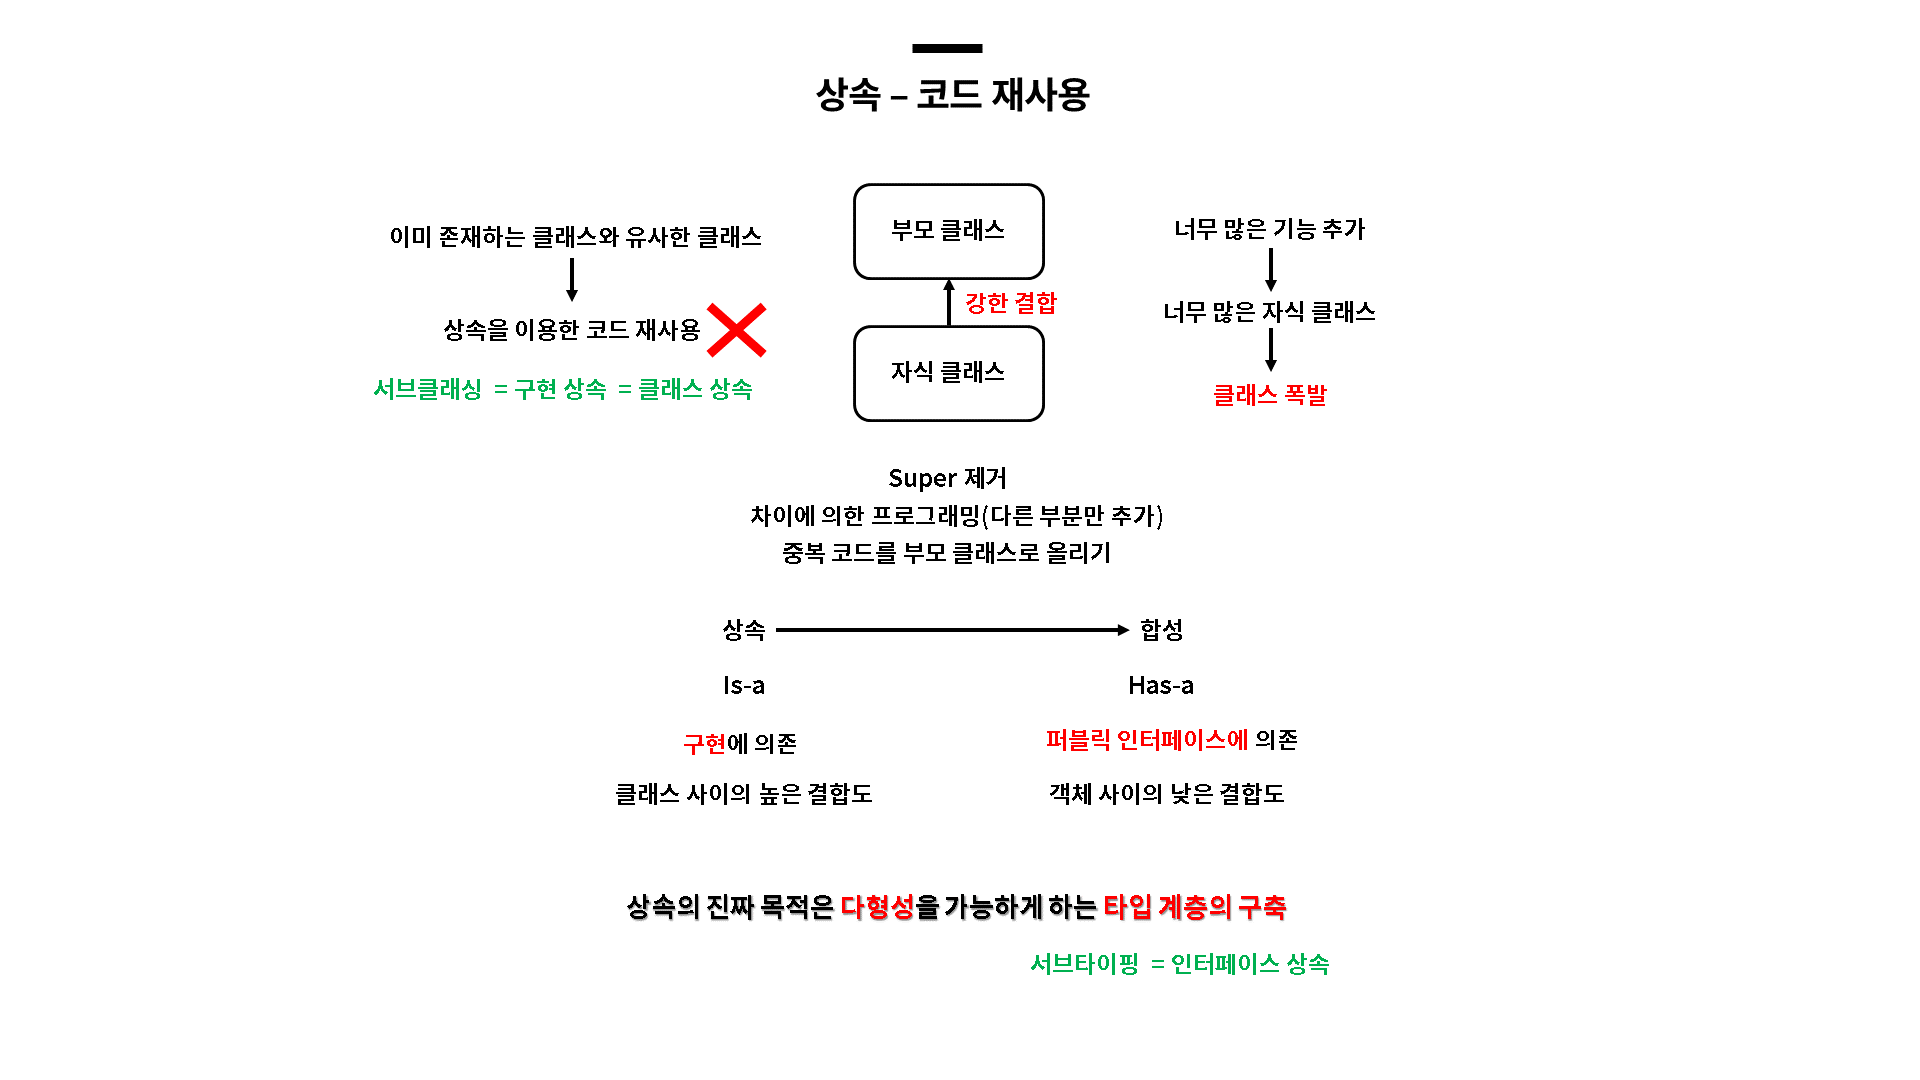 상속 – 코드 재사용
이미 존재하는 클래스와 유사한 클래스
상속을 이용한 코드 재사용
서브클래싱 = 구현 상속 = 클래스 상속
부모 클래스
강한 결합
자식 클래스
너무 많은 기능 추가
너무 많은 자식 클래스
클래스 폭발
Super 제거
차이에 의한 프로그래밍(다른 부분만 추가)
중복 코드를 부모 클래스로 올리기
상속
합성
Is-a
Has-a
구현에 의존
퍼블릭 인터페이스에 의존
클래스 사이의 높은 결합도
객체 사이의 낮은 결합도
상속의 진짜 목적은 다형성을 가능하게 하는 타입 계층의 구축
서브타이핑 = 인터페이스 상속